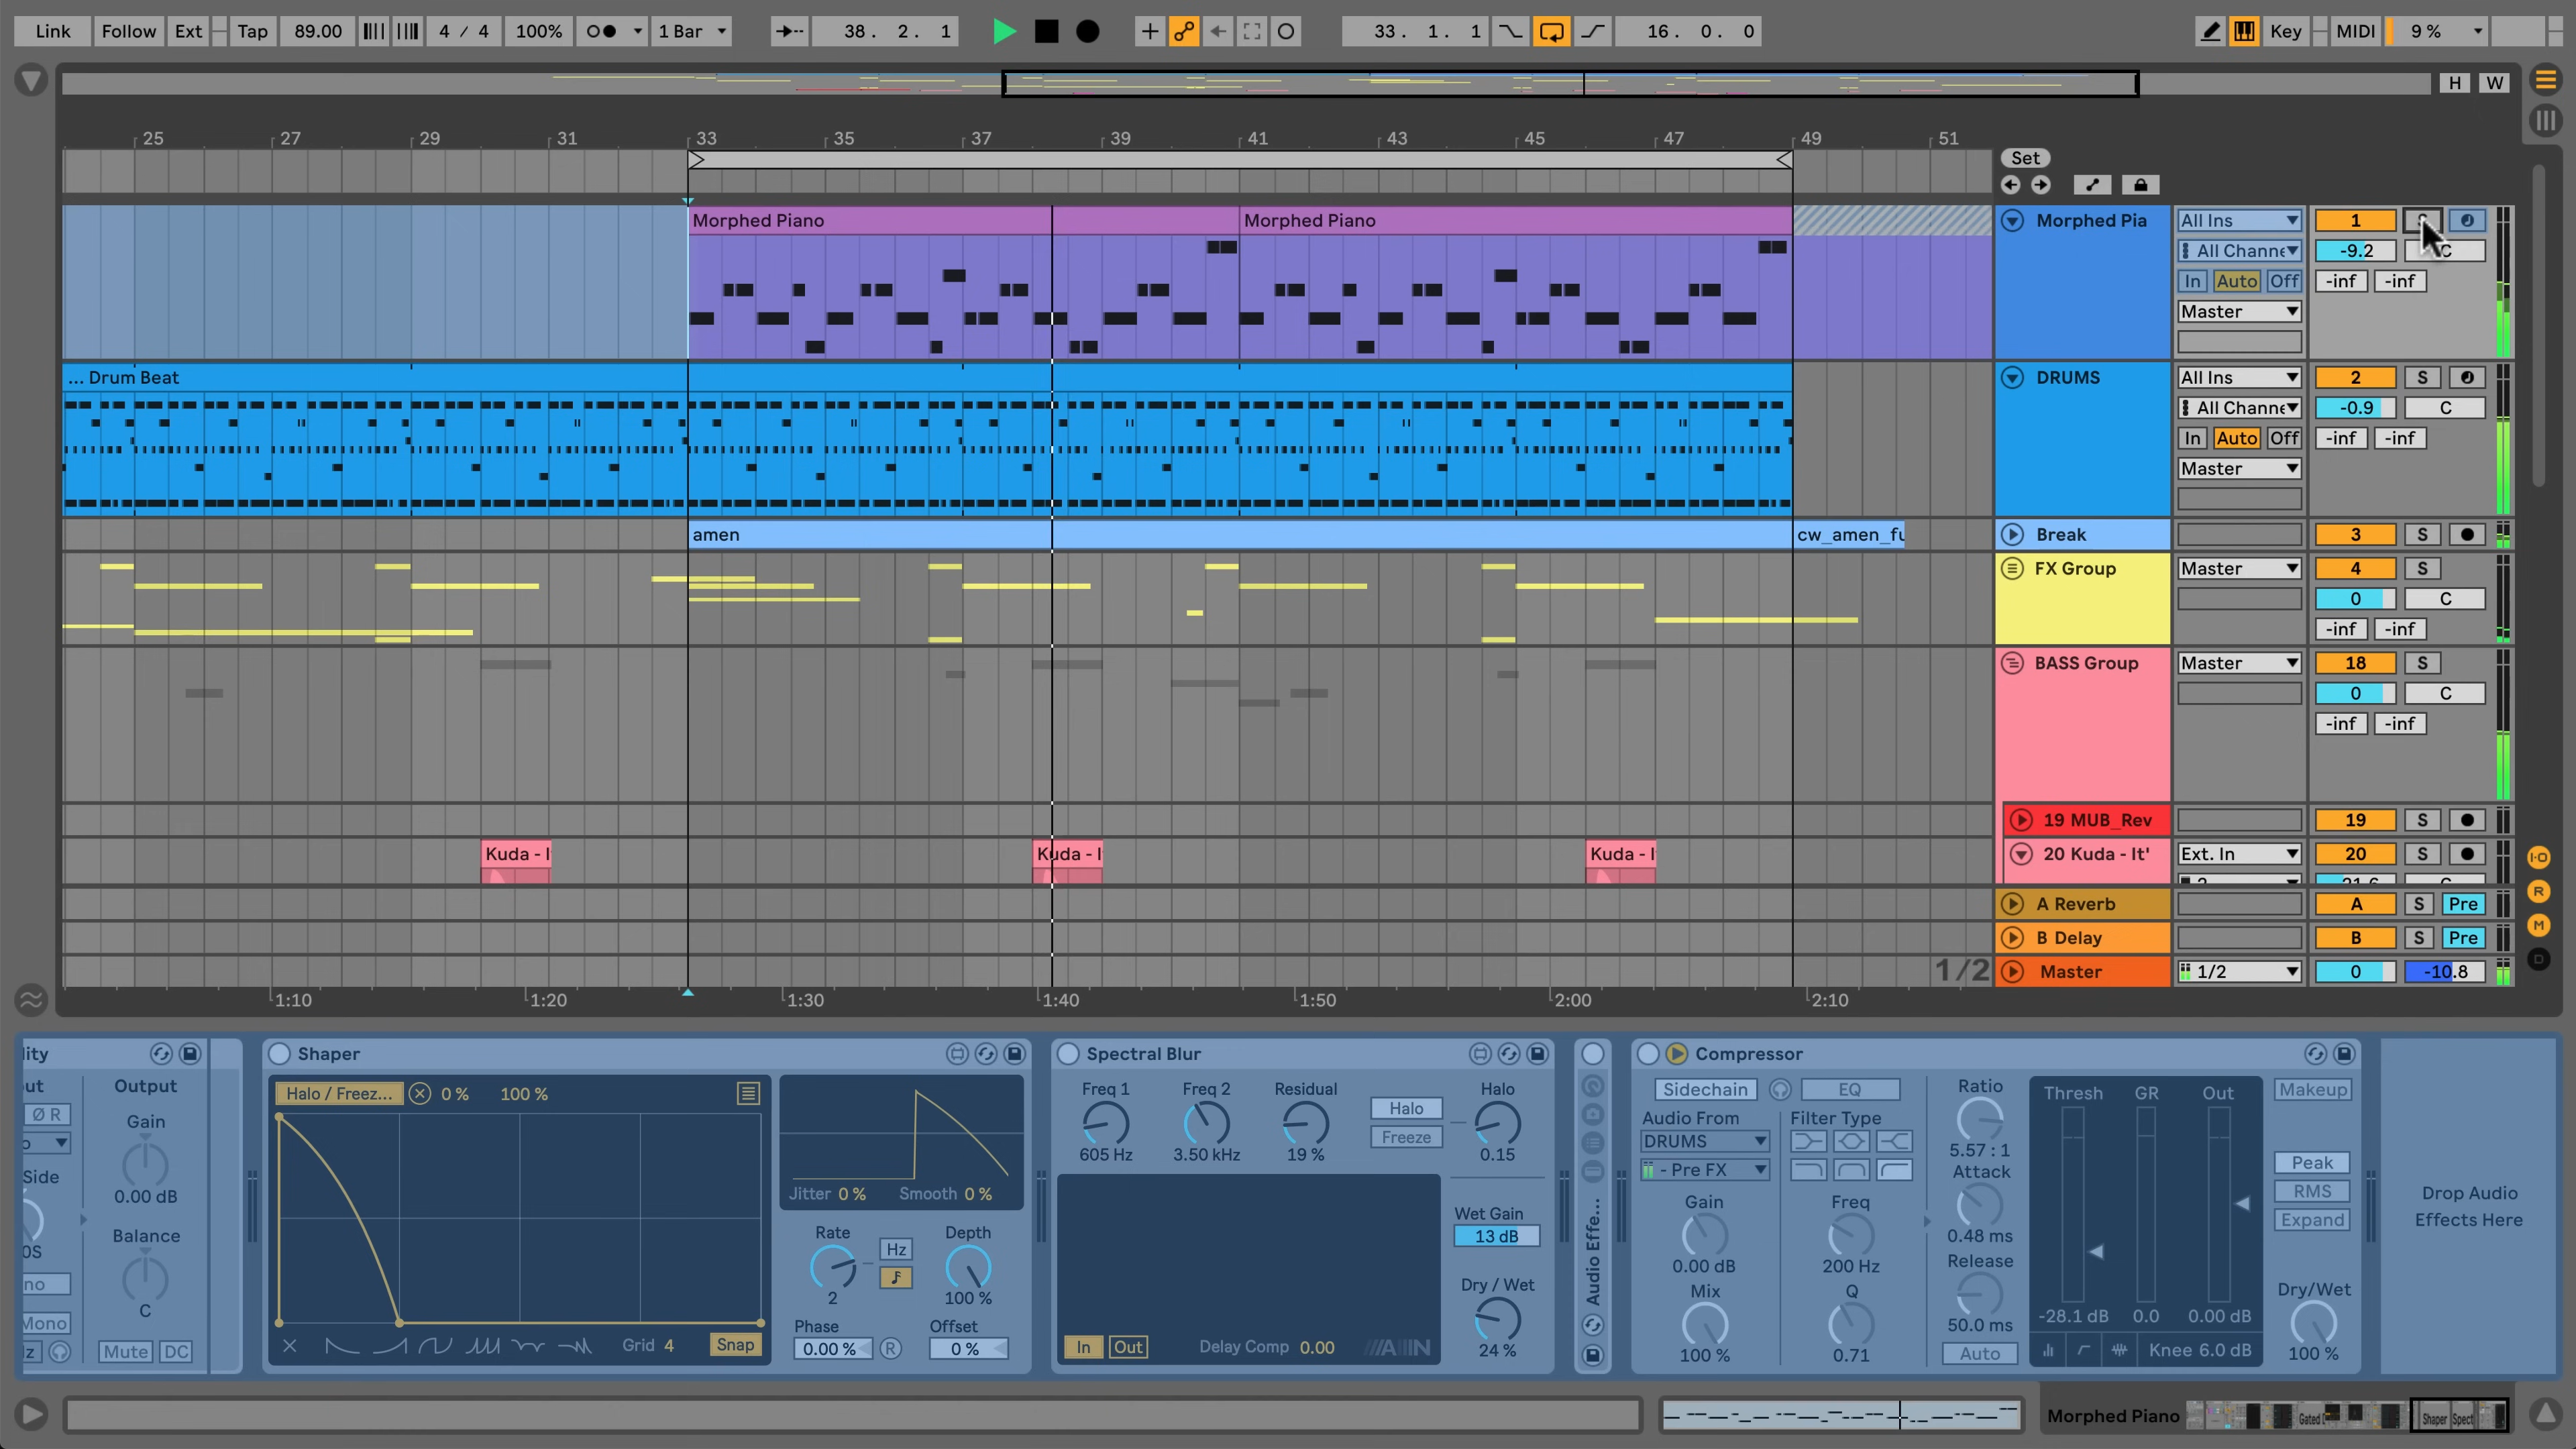 Link Follow Ext Tap 89.00 4 / 4 100% 1 Bar 38. 2. 1 33. 1. 1 16. 0. 0 Key MIDI 9 %
H W
25 27 29 31 33 35 37 39 41 43 45 47 49 51
Set
Morphed Piano Morphed Piano Morphed Pia All Ins 1 S
All Channe -9.2 C
In Auto Off -inf -inf
Master
... Drum Beat DRUMS All Ins 2 S
All Channe -0.9 C
In Auto Off -inf -inf
Master
amen cw_amen_fu Break 3 S
FX Group Master 4 S
0 C
-inf -inf
BASS Group Master 18 S
0 C
-inf -inf
19 MUB_Rev 19 S
Kuda - I Kuda - I Kuda - I 20 Kuda - It' Ext. In 20 S
I·O
A Reverb A S Pre
R
B Delay B S Pre
M
D
1/2 Master 1/2 0 -10.8
1:10 1:20 1:30 1:40 1:50 2:00 2:10
lity Shaper Spectral Blur Compressor
ut Output
Ø R Gain
Side 0.00 dB
Balance
0S
no C
Mono
Mute DC
Halo / Freez... 0 % 100 %
Jitter 0 % Smooth 0 %
Rate Hz Depth
2 100 %
Phase Offset
0.00 % R 0 %
Grid 4 Snap
Freq 1 Freq 2 Residual Halo Halo
Freeze
605 Hz 3.50 kHz 19 % 0.15
Wet Gain
13 dB
Dry / Wet
24 %
In Out Delay Comp 0.00
Audio Effe...
Sidechain EQ Ratio Thresh GR Out Makeup
Audio From Filter Type
DRUMS 5.57 : 1
- Pre FX Attack Peak
Gain Freq RMS
Expand
0.48 ms
0.00 dB 200 Hz Release
Mix Q Dry/Wet
-28.1 dB 0.0 0.00 dB
50.0 ms
100 % 0.71 Auto Knee 6.0 dB 100 %
Drop Audio
Effects Here
Morphed Piano Gated Shaper Spect